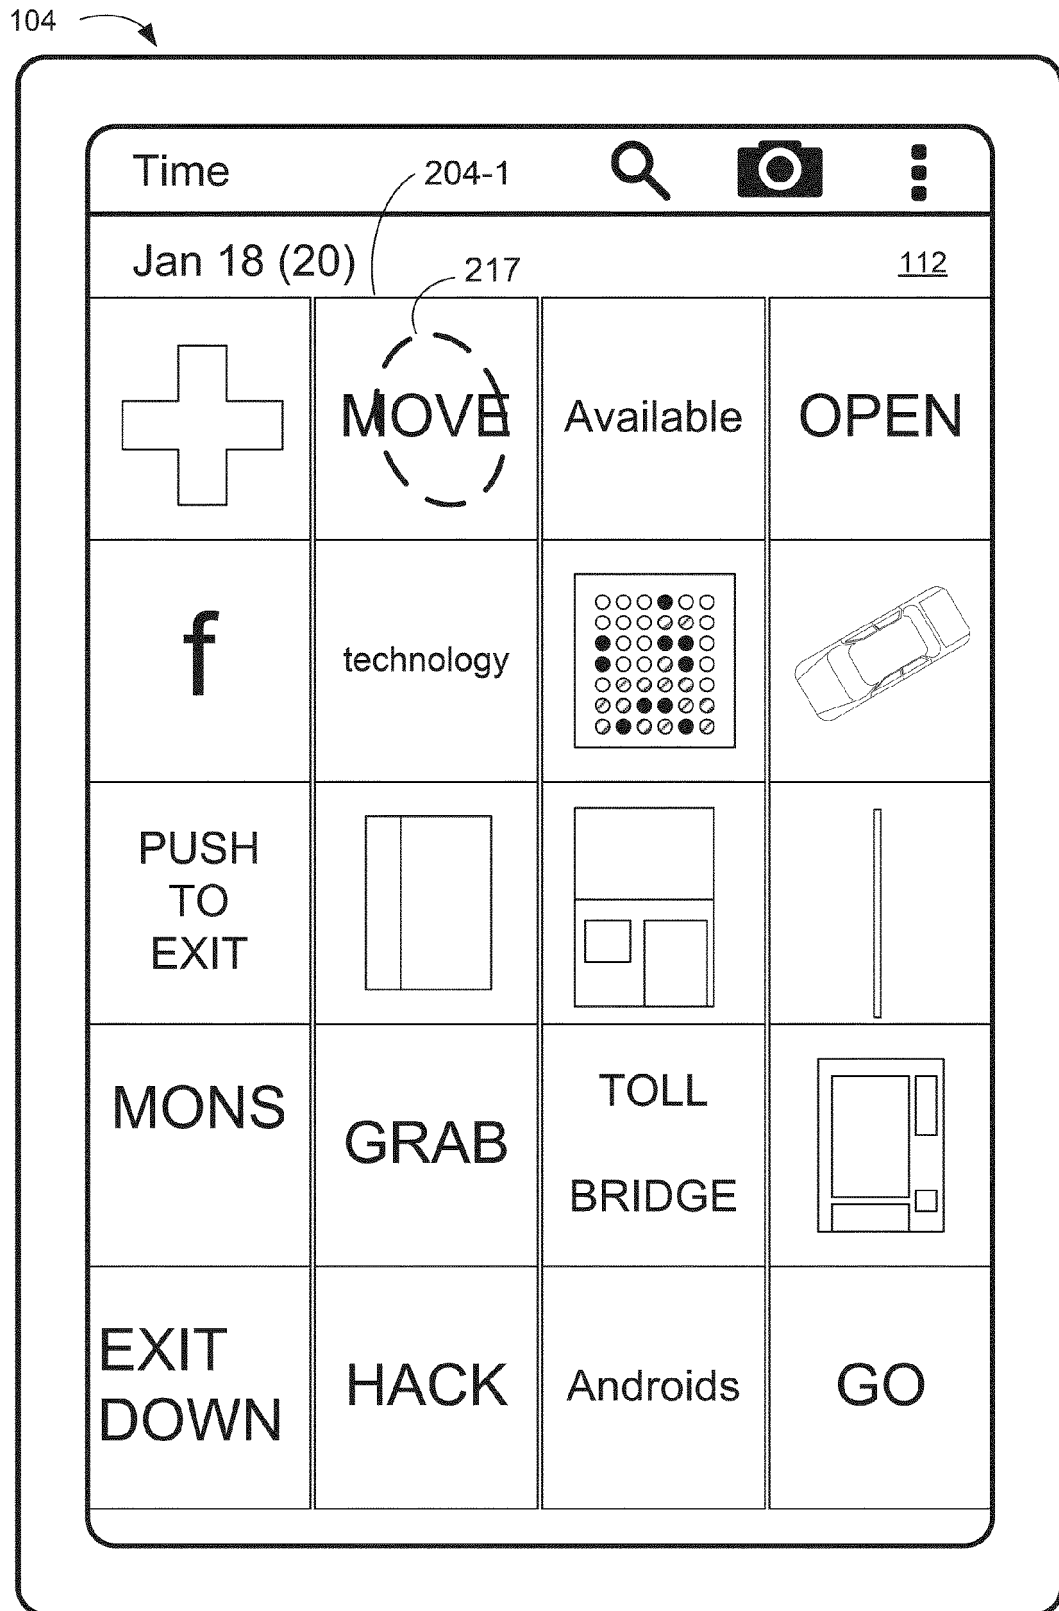 104
Time
204-1
Jan 18 (20)
217
112
MOVE
Available
OPEN
f
technology
PUSH
TO
EXIT
MONS
GRAB
TOLL
BRIDGE
EXIT
DOWN
HACK
Androids
GO